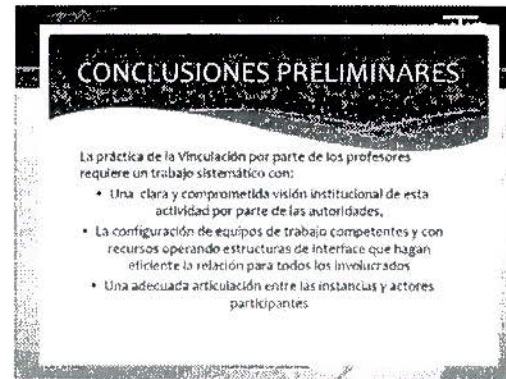 CONCLUSIONES PRELIMINARES
La práctica de la Vinculación por parte de los profesores
requiere un trabajo sistemático con:
• Una clara y comprometida visión institucional de esta
actividad por parte de las autoridades,
• La configuración de equipos de trabajo competentes y con
recursos operando estructuras de interface que hagan
eficiente la relación para todos los involucrados
• Una adecuada articulación entre las instancias y actores
participantes